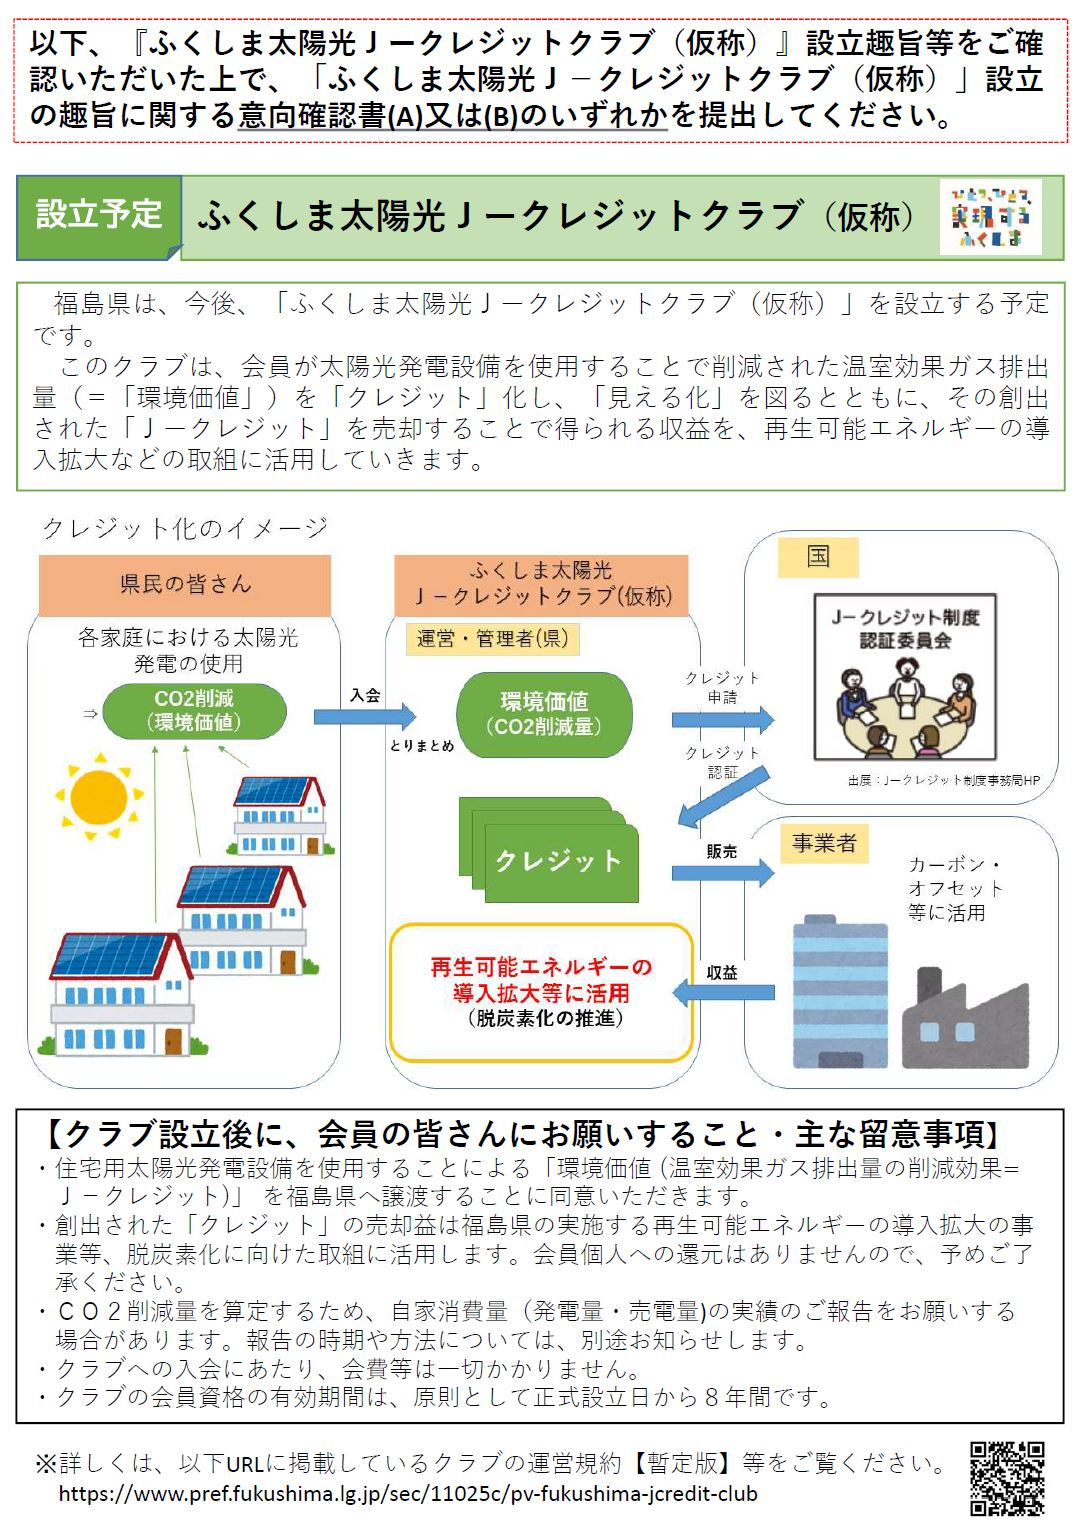 以下、『ふくしま太陽光Ｊークレジットクラブ（仮称）』設立趣旨等をご確
認いただいた上で、「ふくしま太陽光Ｊ－クレジットクラブ（仮称）」設立
の趣旨に関する意向確認書(A)又は(B)のいずれかを提出してください。
設立予定
ふくしま太陽光Ｊークレジットクラブ（仮称）
ひとつ、ひとつ、
実現する
ふくしま
福島県は、今後、「ふくしま太陽光Ｊ－クレジットクラブ（仮称）」を設立する予定
です。
このクラブは、会員が太陽光発電設備を使用することで削減された温室効果ガス排出
量（＝「環境価値」）を「クレジット」化し、「見える化」を図るとともに、その創出
された「Ｊ－クレジット」を売却することで得られる収益を、再生可能エネルギーの導
入拡大などの取組に活用していきます。
クレジット化のイメージ
県民の皆さん
各家庭における太陽光
発電の使用
⇒
CO2削減
（環境価値）
入会
とりまとめ
ふくしま太陽光
Ｊ－クレジットクラブ(仮称)
運営・管理者(県)
環境価値
（CO2削減量）
クレジット
申請
クレジット
認証
国
Jークレジット制度
認証委員会
出展：Jークレジット制度事務局HP
クレジット
販売
事業者
カーボン・
オフセット
等に活用
再生可能エネルギーの
導入拡大等に活用
（脱炭素化の推進）
収益
【クラブ設立後に、会員の皆さんにお願いすること・主な留意事項】
・住宅用太陽光発電設備を使用することによる「環境価値 (温室効果ガス排出量の削減効果=
Ｊ－クレジット)」 を福島県へ譲渡することに同意いただきます。
・創出された「クレジット」の売却益は福島県の実施する再生可能エネルギーの導入拡大の事
業等、脱炭素化に向けた取組に活用します。会員個人への還元はありませんので、予めご了
承ください。
・ＣＯ２削減量を算定するため、自家消費量（発電量・売電量)の実績のご報告をお願いする
場合があります。報告の時期や方法については、別途お知らせします。
・クラブへの入会にあたり、会費等は一切かかりません。
・クラブの会員資格の有効期間は、原則として正式設立日から８年間です。
※詳しくは、以下URLに掲載しているクラブの運営規約【暫定版】等をご覧ください。
https://www.pref.fukushima.lg.jp/sec/11025c/pv-fukushima-jcredit-club